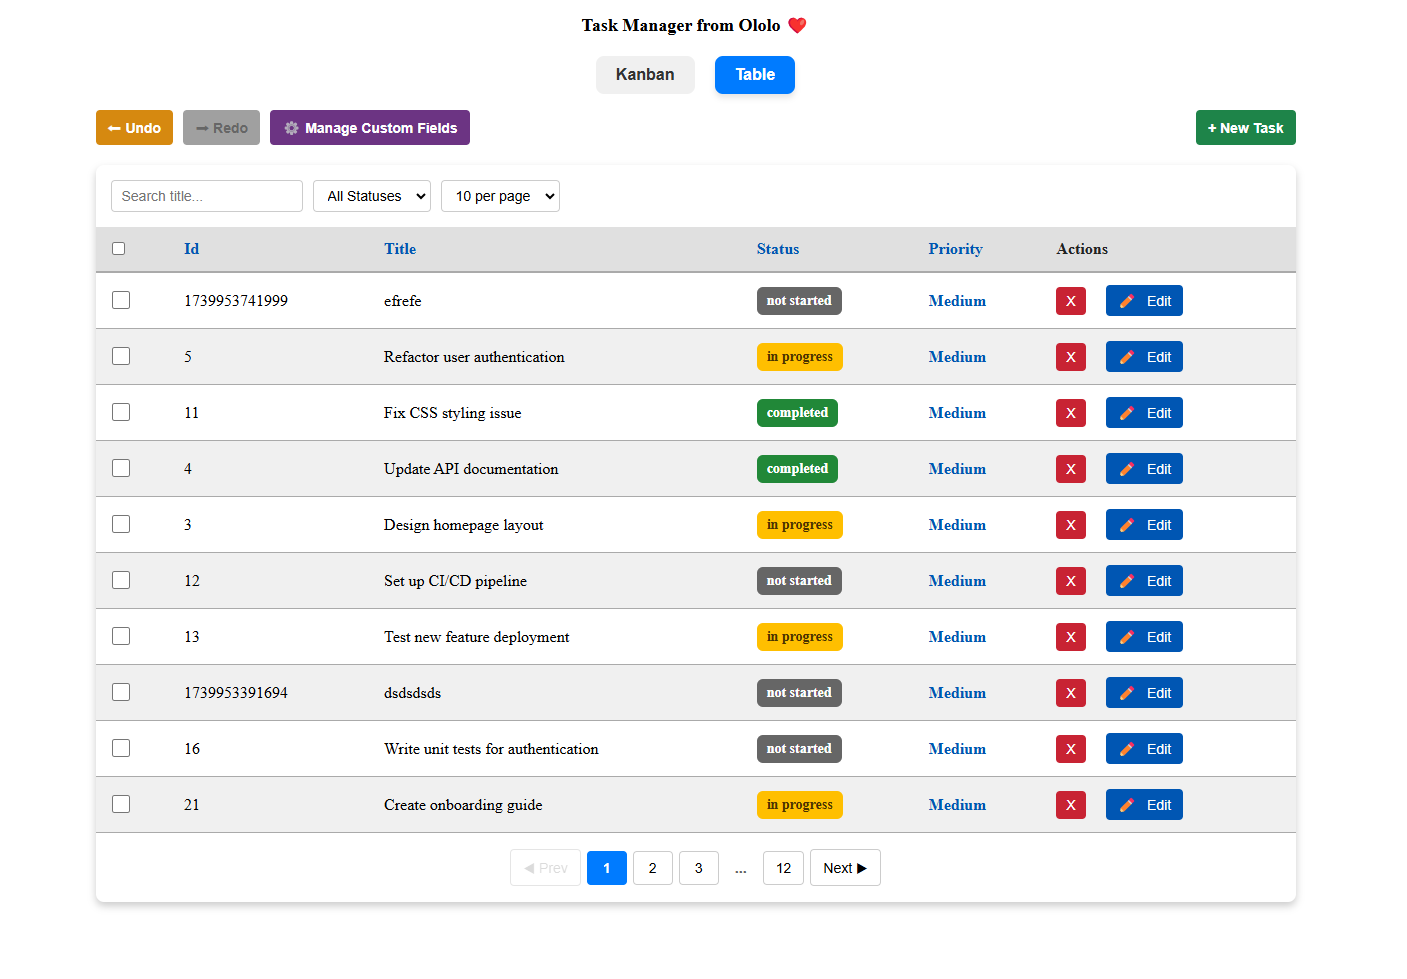 Task Manager from Ololo ❤️
Kanban Table
← Undo → Redo ⚙️ Manage Custom Fields + New Task
Search title... All Statuses 10 per page
Id Title Status Priority Actions
1739953741999 efrefe not started Medium X ✏️ Edit
5 Refactor user authentication in progress Medium X ✏️ Edit
11 Fix CSS styling issue completed Medium X ✏️ Edit
4 Update API documentation completed Medium X ✏️ Edit
3 Design homepage layout in progress Medium X ✏️ Edit
12 Set up CI/CD pipeline not started Medium X ✏️ Edit
13 Test new feature deployment in progress Medium X ✏️ Edit
1739953391694 dsdsdsds not started Medium X ✏️ Edit
16 Write unit tests for authentication not started Medium X ✏️ Edit
21 Create onboarding guide in progress Medium X ✏️ Edit
◀ Prev 1 2 3 ... 12 Next ▶